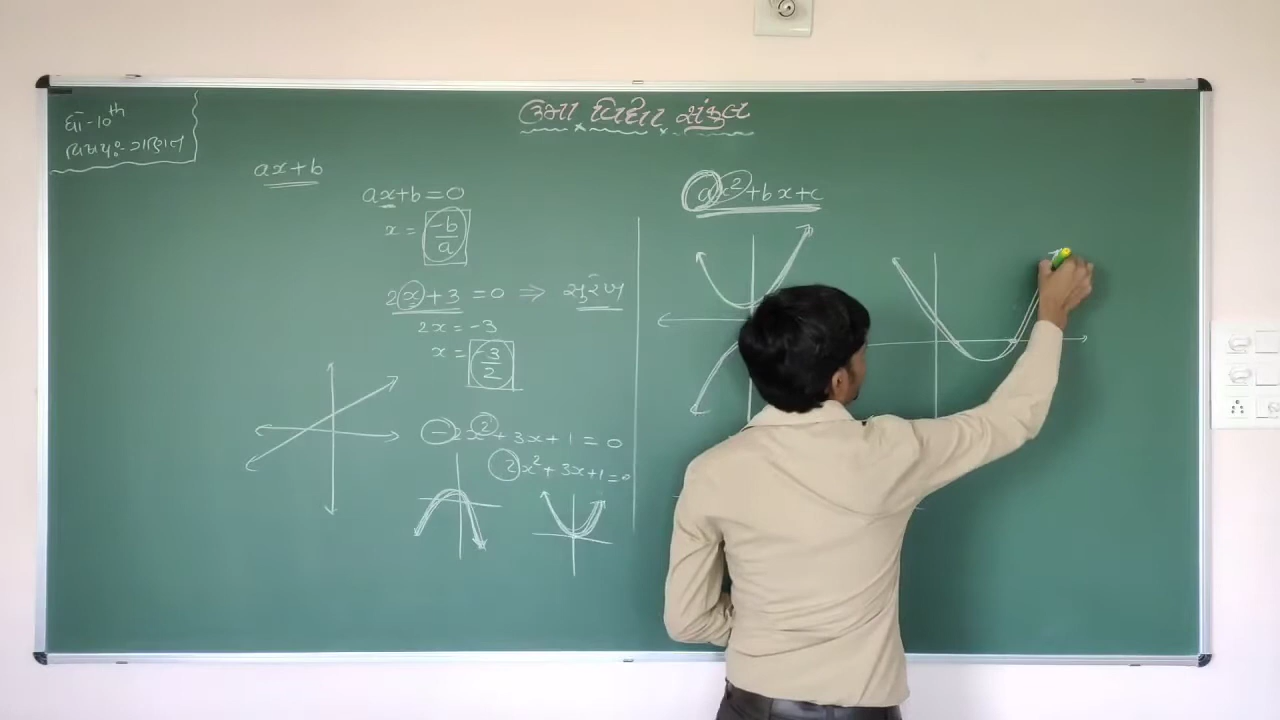 ઉમા વિદ્યા સંકુલ
ધો-10th
વિષય:-ગણિત
ax+b
ax+b=0
x = -b/a
2x+3=0 ⇒ સુરેખ
2x=-3
x = -3/2
-2x²+3x+1=0
2x²+3x+1=0
ax²+bx+c